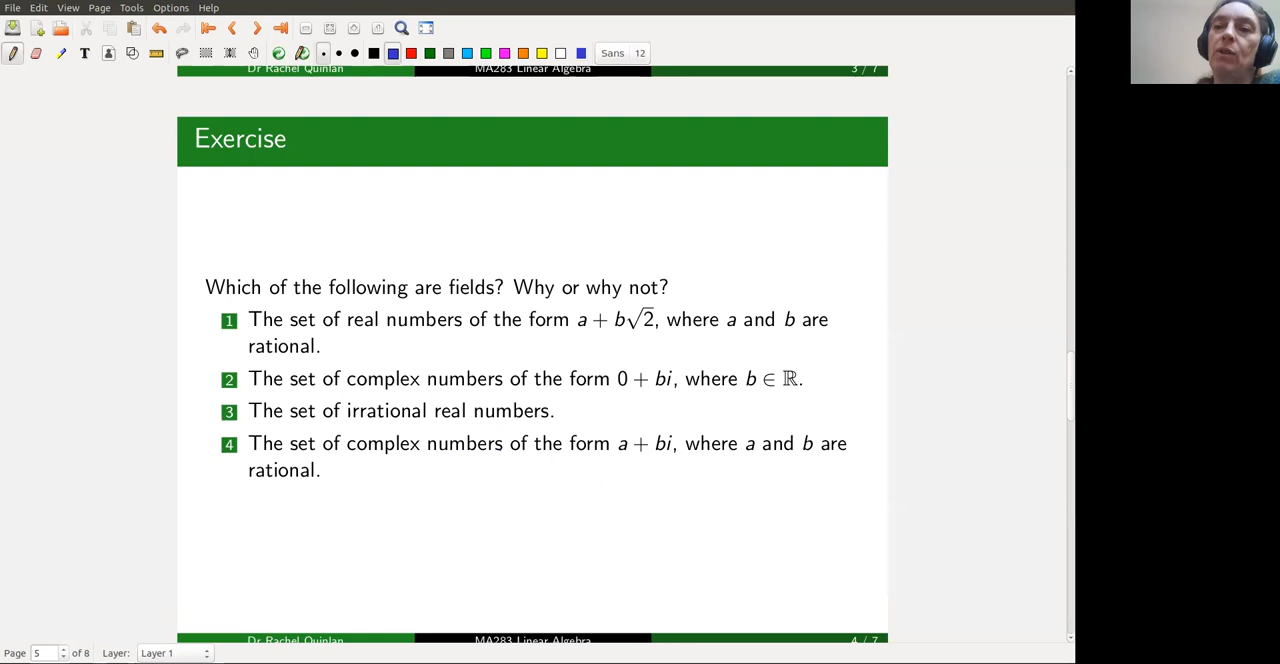 File Edit View Page Tools Options Help
Sans 12
Dr Rachel Quinlan MA283 Linear Algebra 3 / 7
Exercise
Which of the following are fields? Why or why not?
1 The set of real numbers of the form a + b√2, where a and b are
rational.
2 The set of complex numbers of the form 0 + bi, where b ∈ ℝ.
3 The set of irrational real numbers.
4 The set of complex numbers of the form a + bi, where a and b are
rational.
Dr Rachel Quinlan MA283 Linear Algebra 4 / 7
Page 5 of 8 Layer: Layer 1